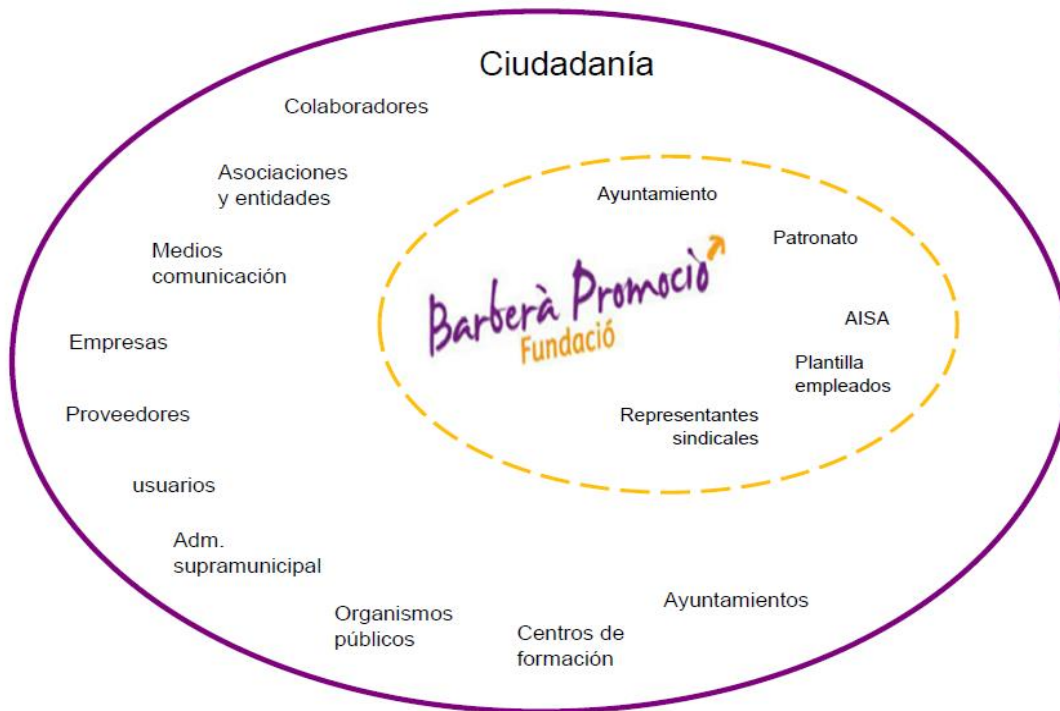 Ciudadanía
Colaboradores
Asociaciones
y entidades
Medios
comunicación
Empresas
Proveedores
usuarios
Adm.
supramunicipal
Organismos
públicos
Centros de
formación
Ayuntamientos
Ayuntamiento
Patronato
AISA
Plantilla
empleados
Representantes
sindicales
Barberà Promoció
Fundació